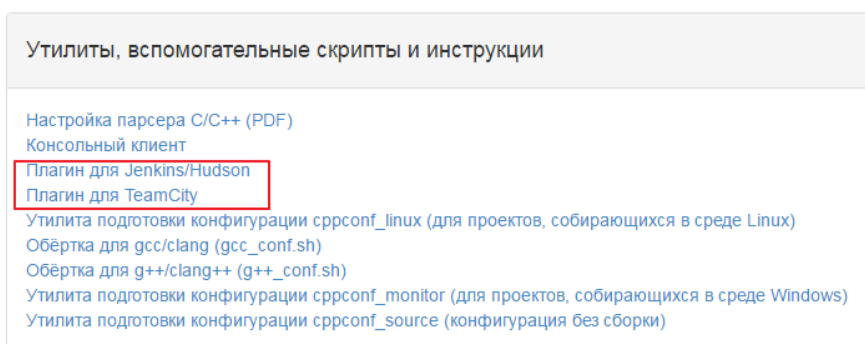 Утилиты, вспомогательные скрипты и инструкции
Настройка парсера C/C++ (PDF)
Консольный клиент
Плагин для Jenkins/Hudson
Плагин для TeamCity
Утилита подготовки конфигурации cppconf_linux (для проектов, собирающихся в среде Linux)
Обёртка для gcc/clang (gcc_conf.sh)
Обёртка для g++/clang++ (g++_conf.sh)
Утилита подготовки конфигурации cppconf_monitor (для проектов, собирающихся в среде Windows)
Утилита подготовки конфигурации cppconf_source (конфигурация без сборки)